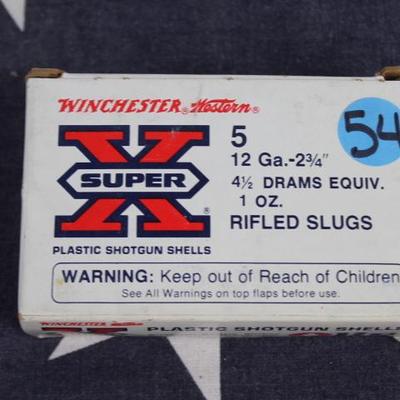 WINCHESTER® Western®
X
SUPER
®
PLASTIC SHOTGUN SHELLS
5
12 Ga.-2¾"
4½ DRAMS EQUIV.
1 OZ.
RIFLED SLUGS
54
WARNING: Keep out of Reach of Children
See All Warnings on top flaps before use.
WINCHESTER Western
PLASTIC SHOTGUN SHELLS